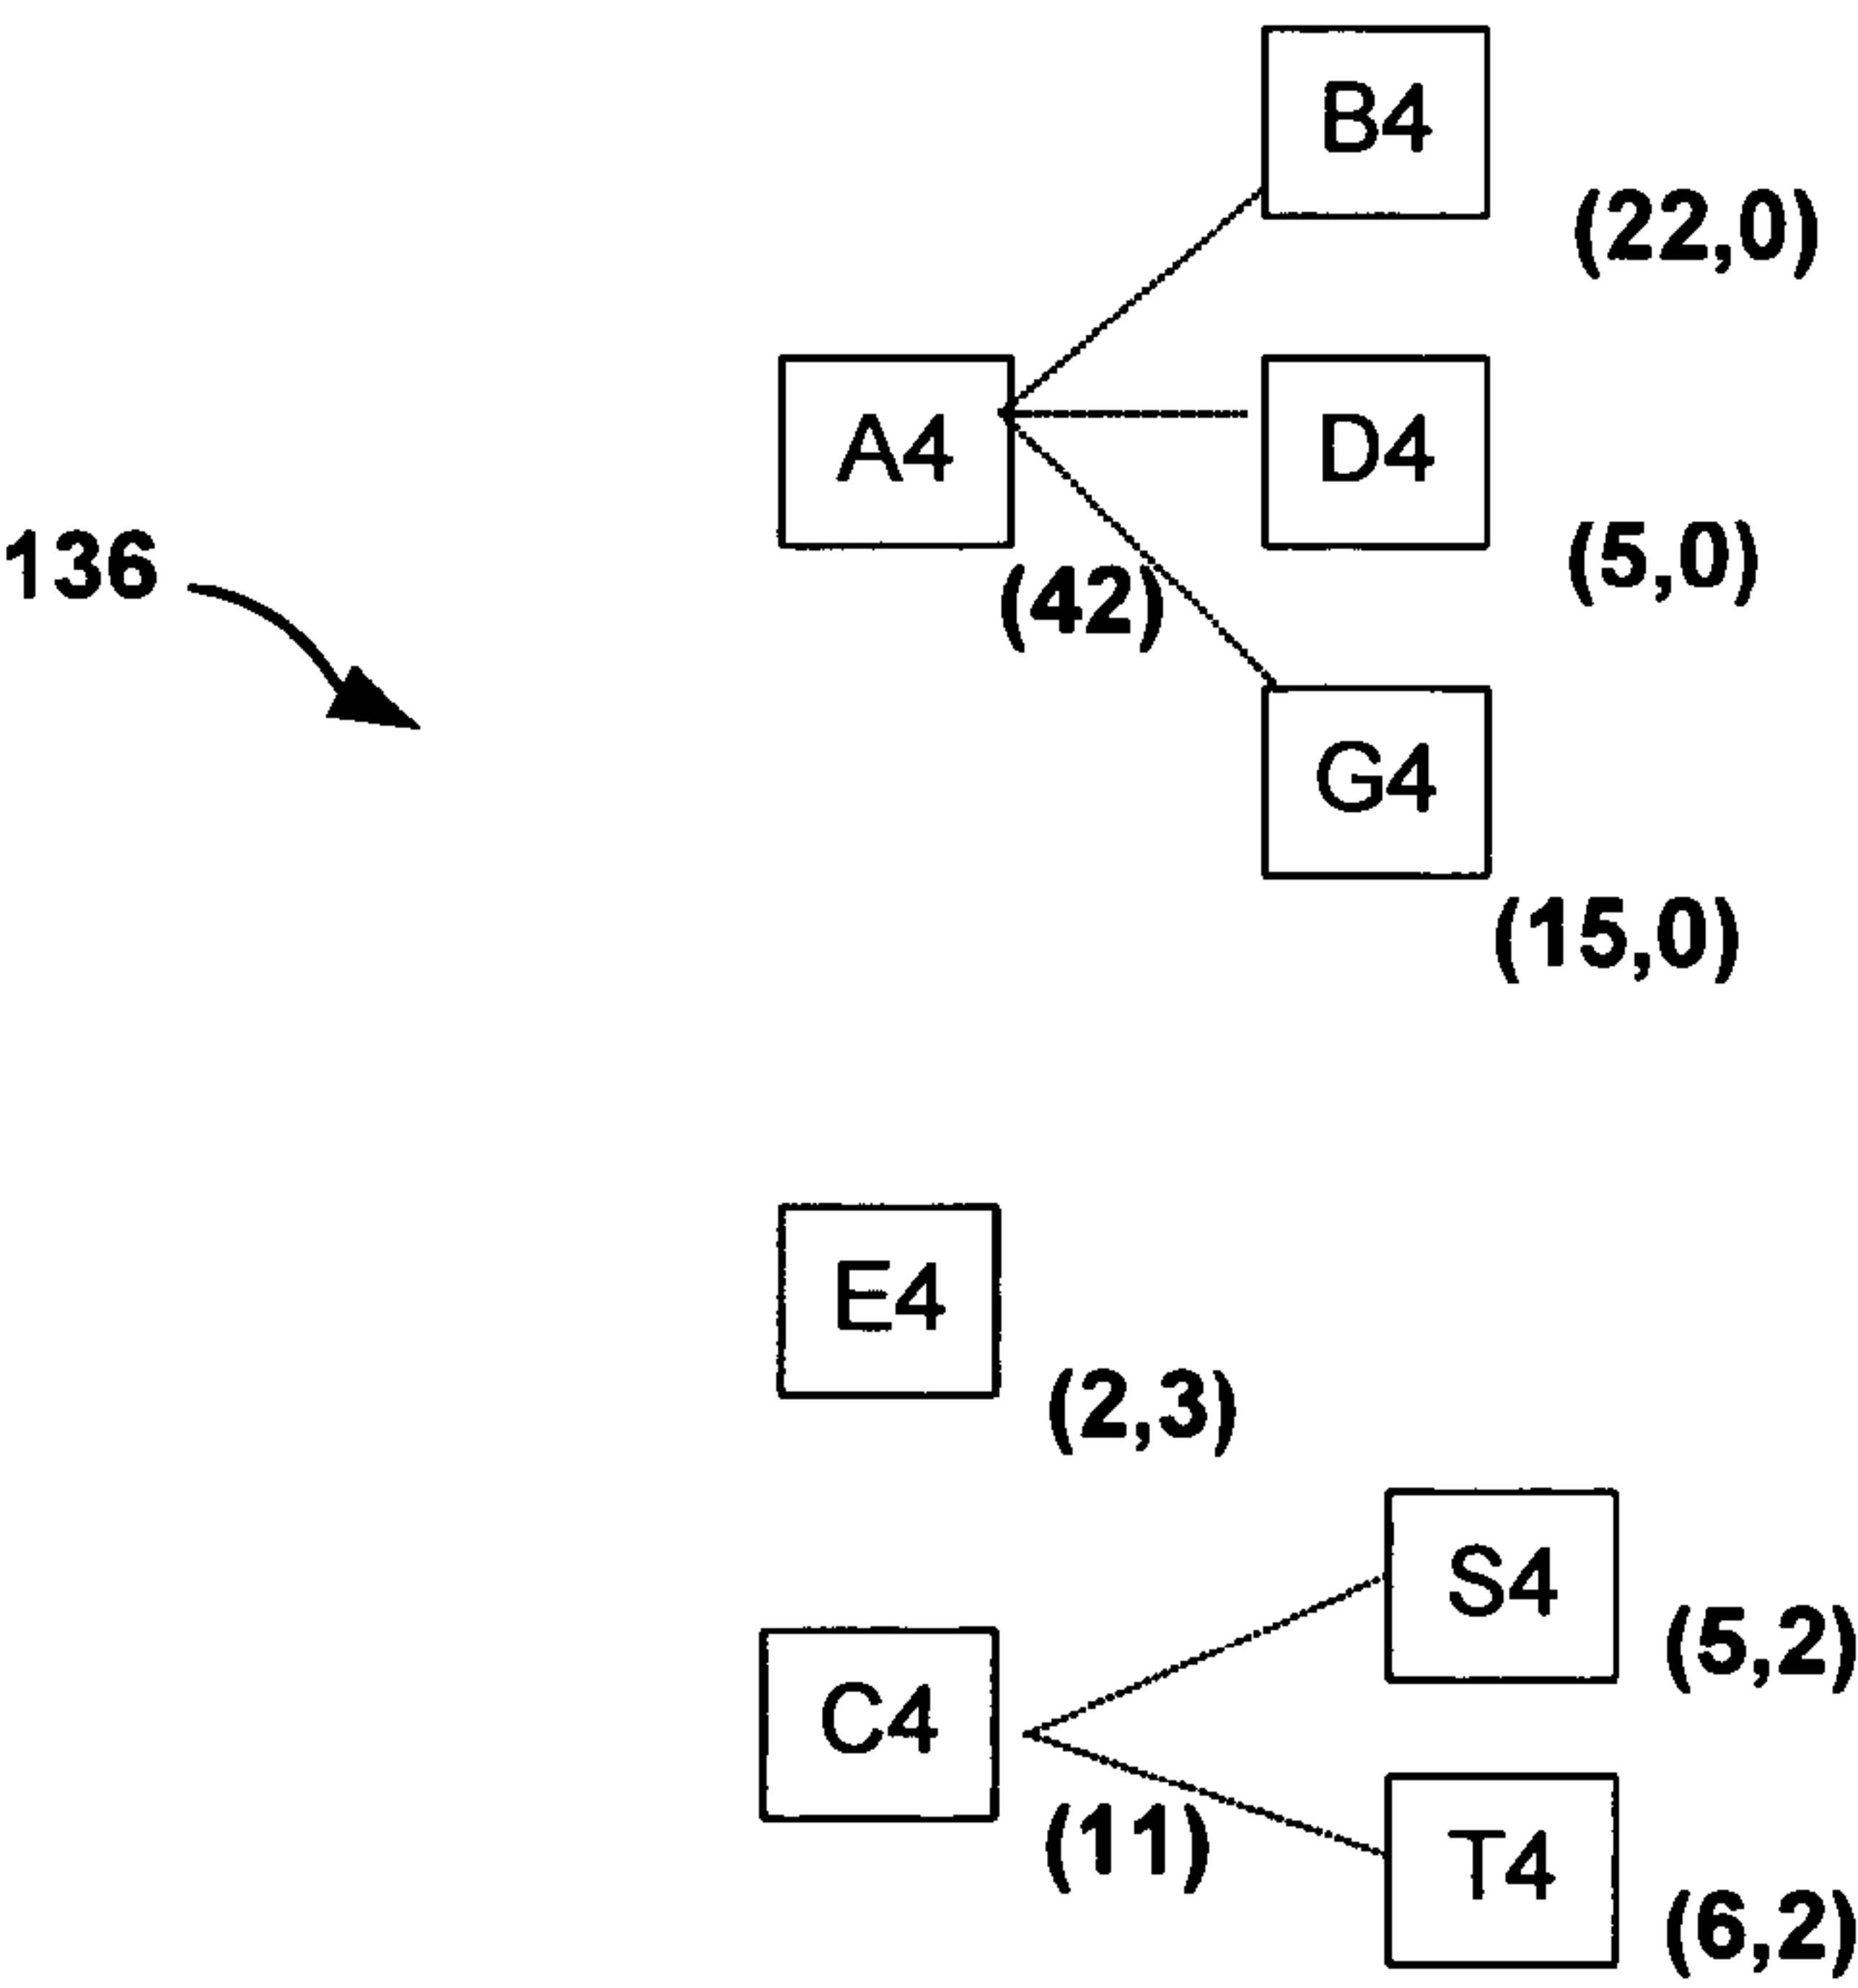 B4
(22,0)
A4
D4
136
(42)
(5,0)
G4
(15,0)
E4
(2,3)
S4
(5,2)
C4
(11)
T4
(6,2)